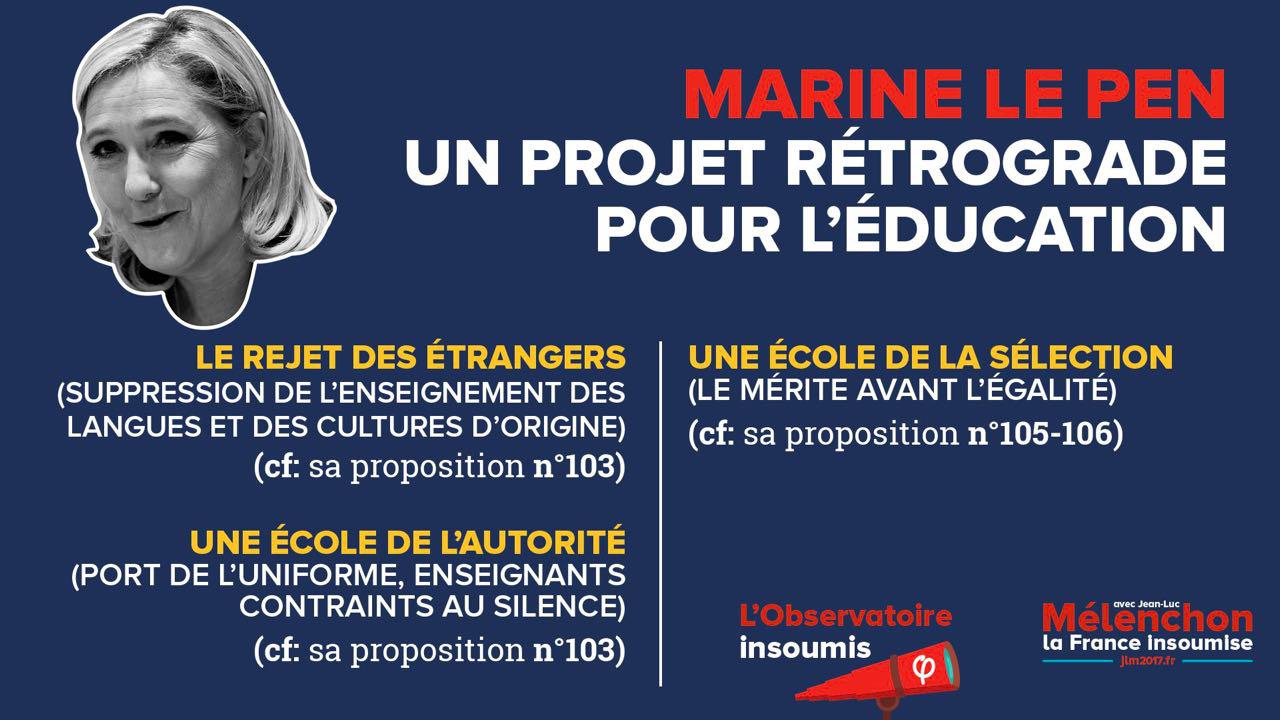 MARINE LE PEN
UN PROJET RÉTROGRADE
POUR L'ÉDUCATION
LE REJET DES ÉTRANGERS
(SUPPRESSION DE L'ENSEIGNEMENT DES
LANGUES ET DES CULTURES D'ORIGINE)
(cf: sa proposition n°103)
UNE ÉCOLE DE L'AUTORITÉ
(PORT DE L'UNIFORME, ENSEIGNANTS
CONTRAINTS AU SILENCE)
(cf: sa proposition n°103)
UNE ÉCOLE DE LA SÉLECTION
(LE MÉRITE AVANT L'ÉGALITÉ)
(cf: sa proposition n°105-106)
L'Observatoire
insoumis
φ
avec Jean-Luc
Mélenchon
la France insoumise
jlm2017.fr